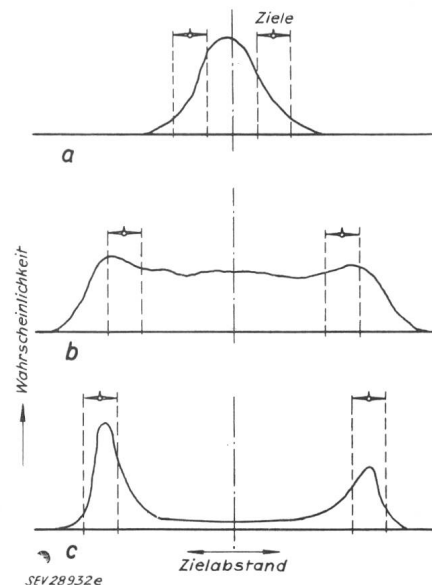 Ziele
a
Wahrscheinlichkeit
b
c
Zielabstand
SEV28932e